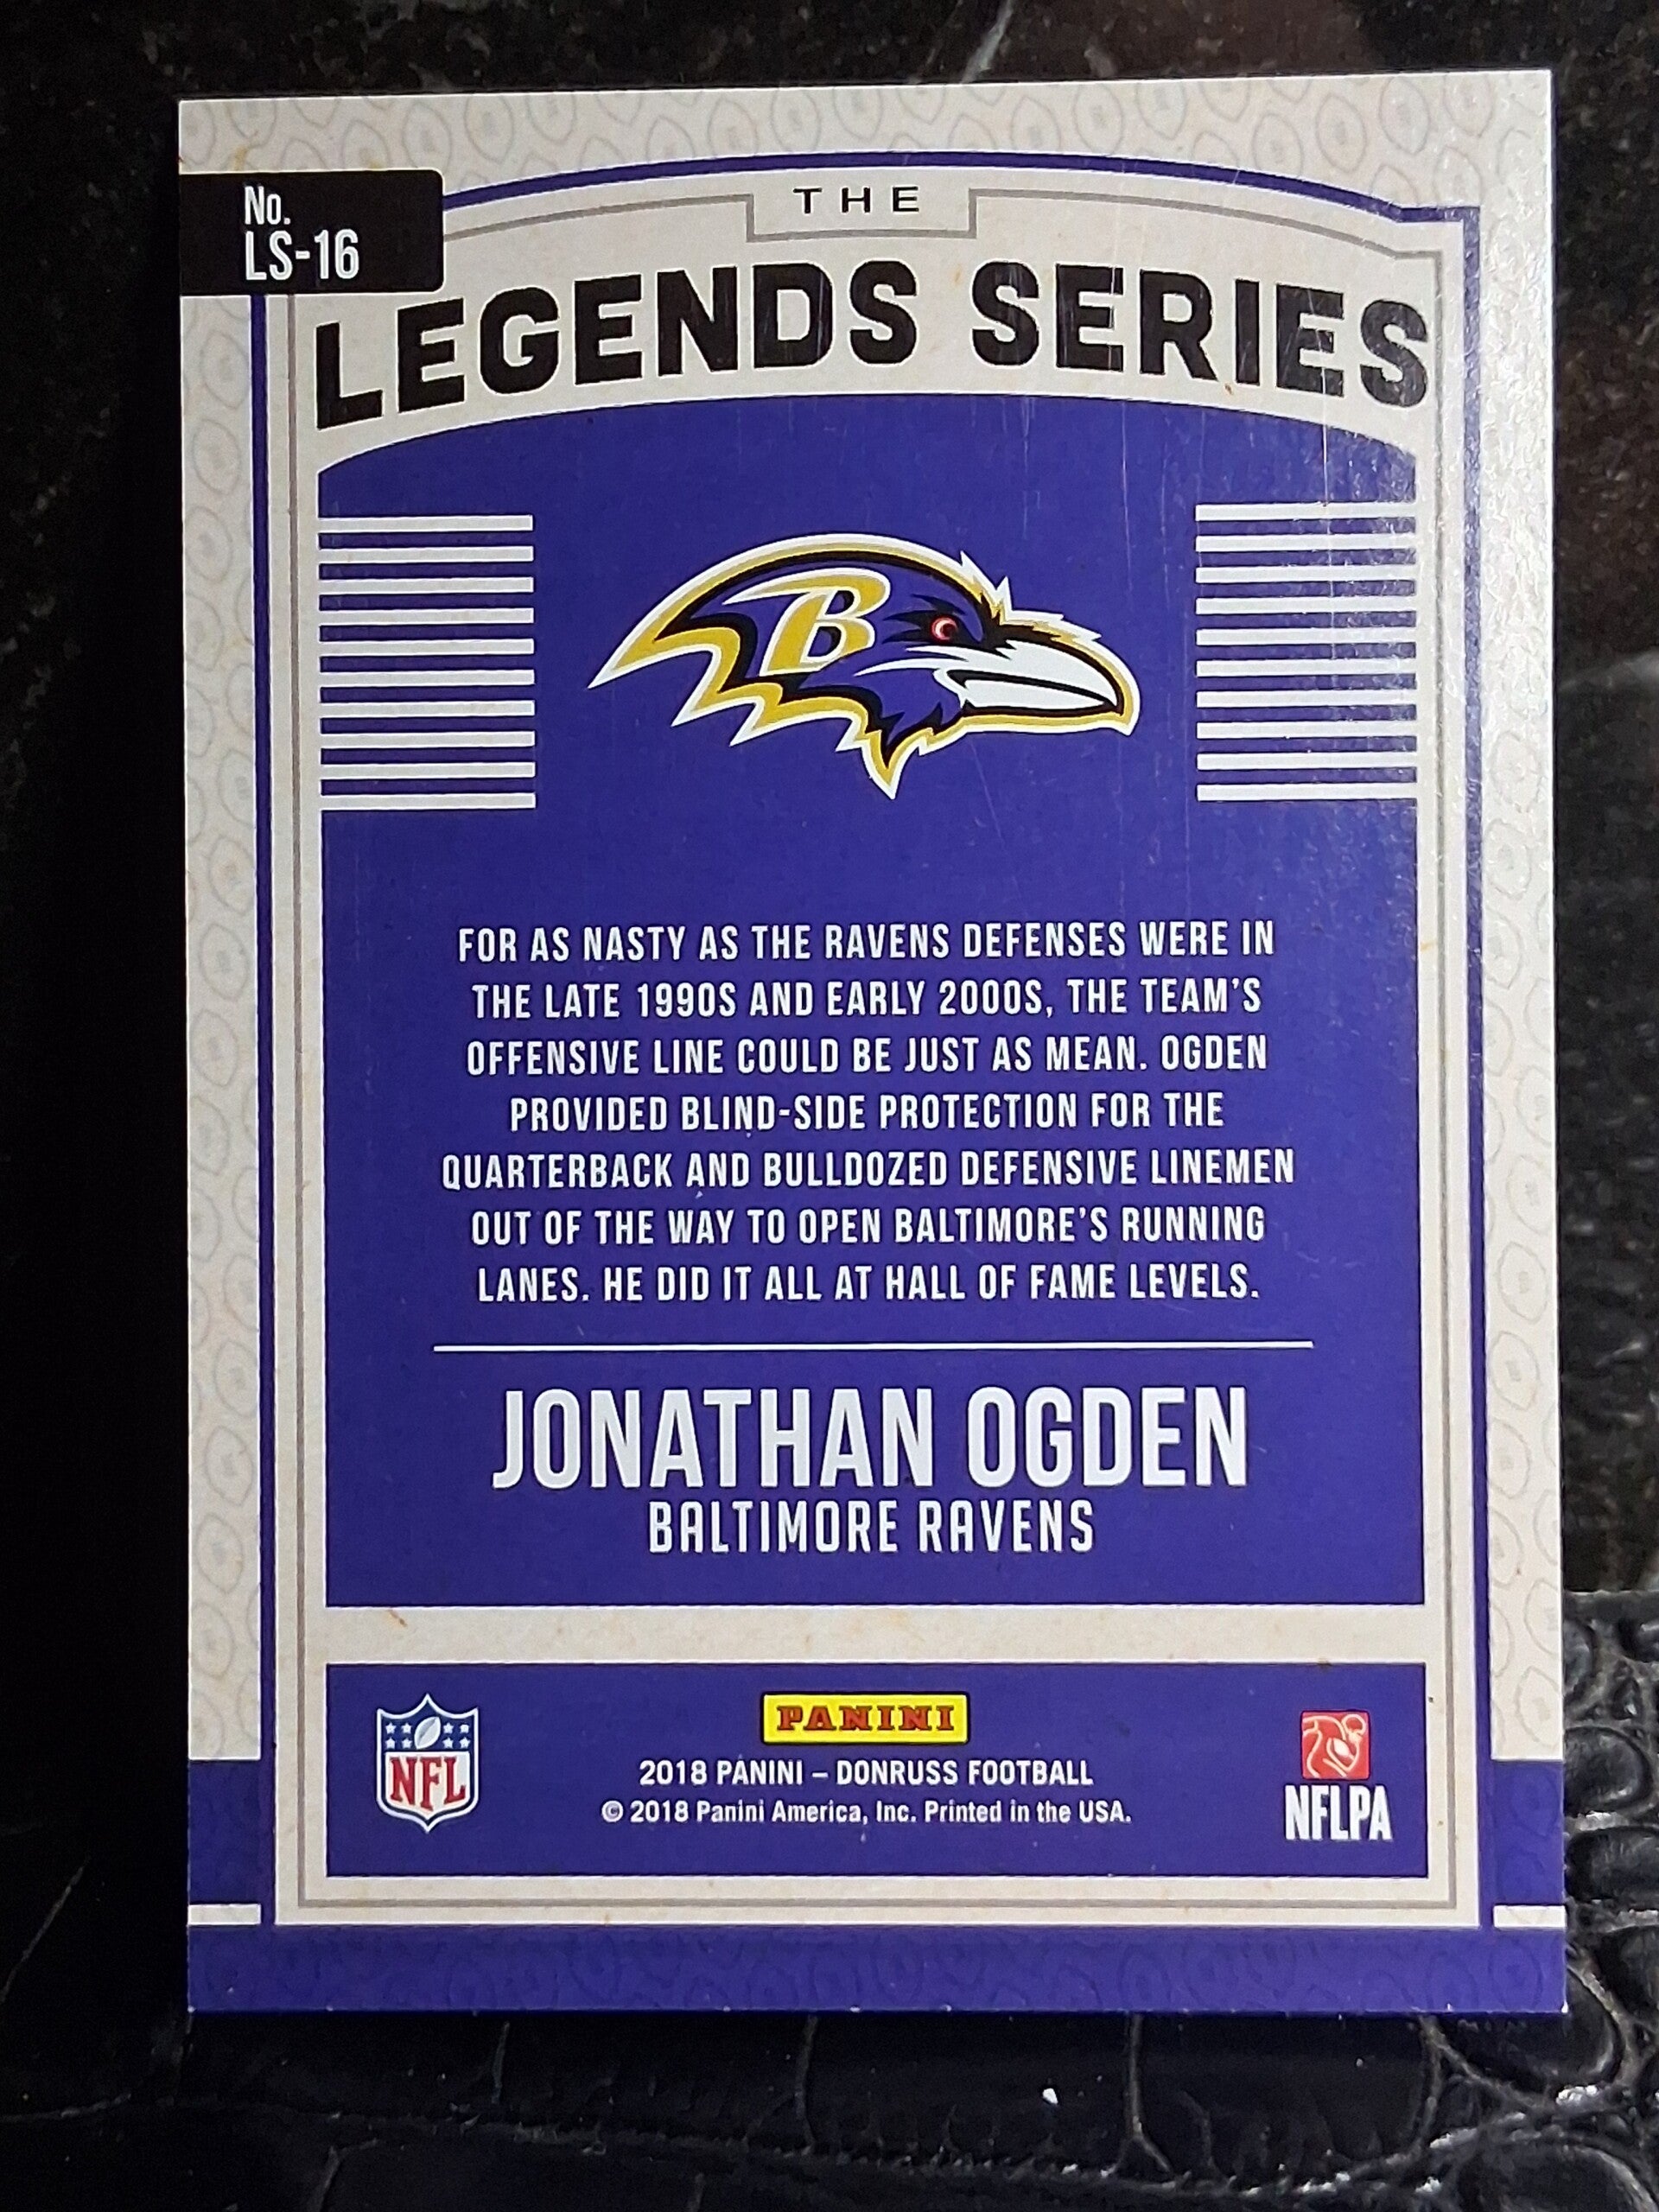 No.
LS-16
THE
LEGENDS SERIES
B
FOR AS NASTY AS THE RAVENS DEFENSES WERE IN
THE LATE 1990S AND EARLY 2000S, THE TEAM'S
OFFENSIVE LINE COULD BE JUST AS MEAN. OGDEN
PROVIDED BLIND-SIDE PROTECTION FOR THE
QUARTERBACK AND BULLDOZED DEFENSIVE LINEMEN
OUT OF THE WAY TO OPEN BALTIMORE'S RUNNING
LANES. HE DID IT ALL AT HALL OF FAME LEVELS.
JONATHAN OGDEN
BALTIMORE RAVENS
NFL
PANINI
2018 PANINI – DONRUSS FOOTBALL
© 2018 Panini America, Inc. Printed in the USA.
NFLPA